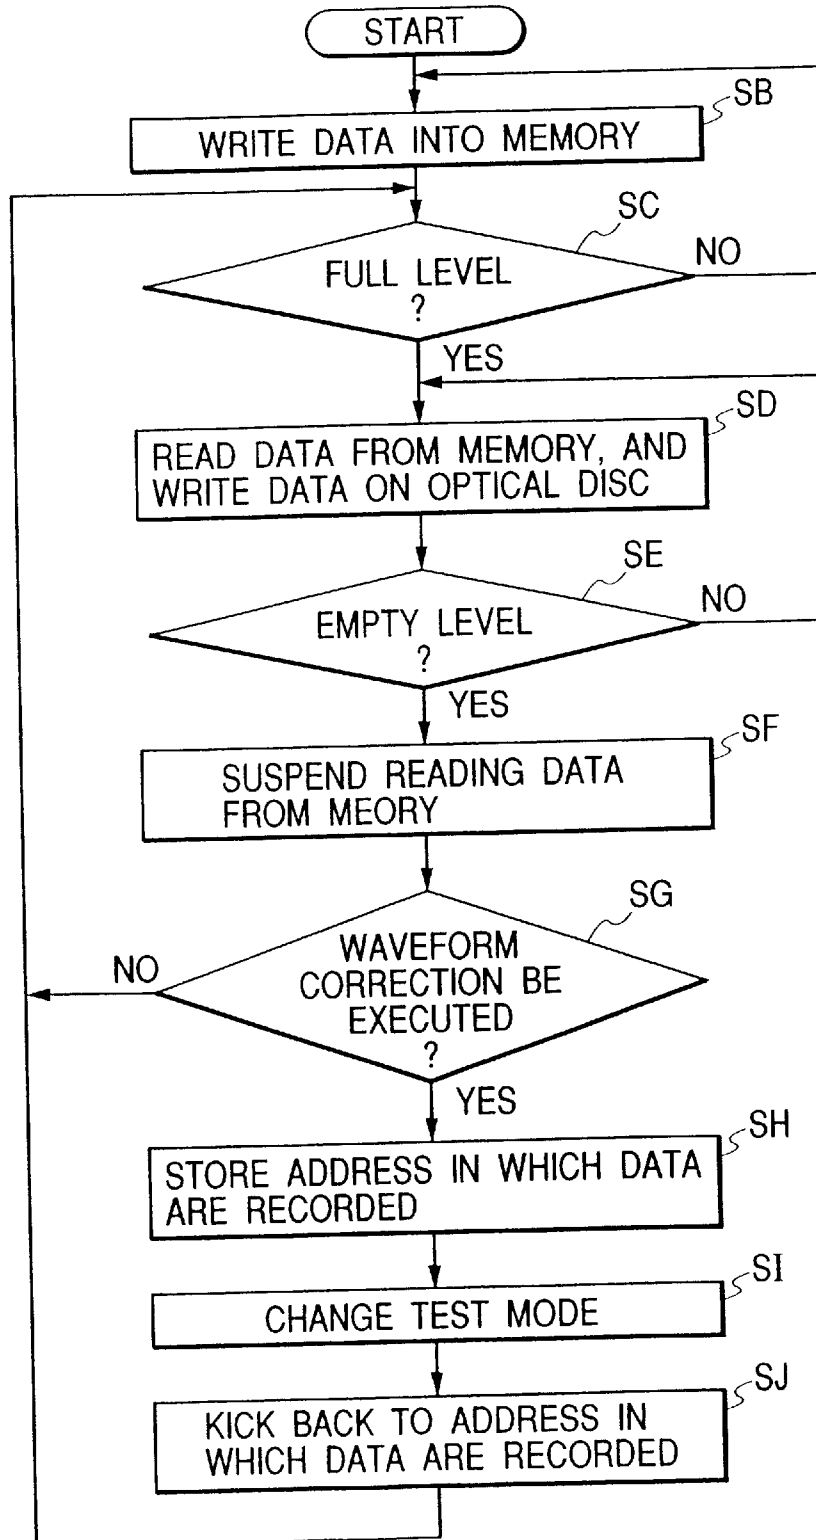 START
SB
WRITE DATA INTO MEMORY
SC
FULL LEVEL
?
NO
YES
SD
READ DATA FROM MEMORY, AND
WRITE DATA ON OPTICAL DISC
SE
EMPTY LEVEL
?
NO
YES
SF
SUSPEND READING DATA
FROM MEORY
SG
WAVEFORM
CORRECTION BE
EXECUTED
?
NO
YES
SH
STORE ADDRESS IN WHICH DATA
ARE RECORDED
SI
CHANGE TEST MODE
SJ
KICK BACK TO ADDRESS IN
WHICH DATA ARE RECORDED